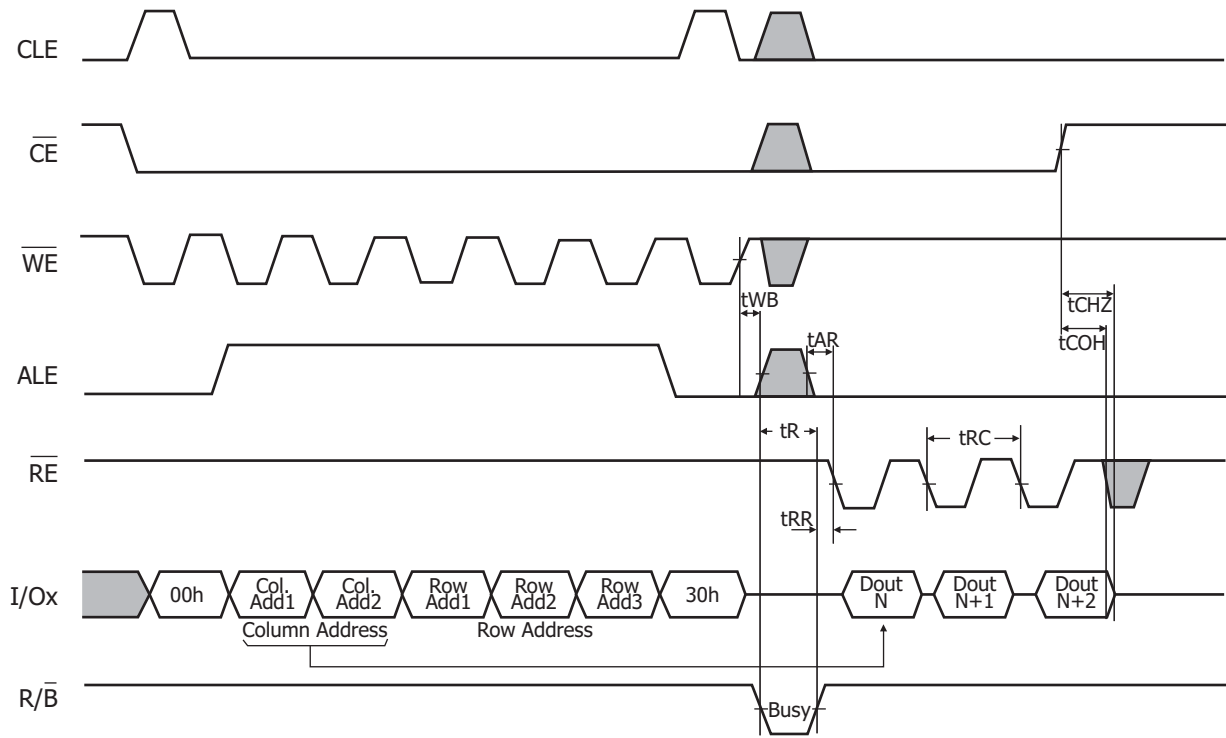 CLE
CE
WE
tWB
tCHZ
tAR
tCOH
ALE
tR
tRC
RE
tRR
I/Ox
00h
Col.
Add1
Col.
Add2
Row
Add1
Row
Add2
Row
Add3
30h
Dout
N
Dout
N+1
Dout
N+2
Column Address
Row Address
R/B
Busy